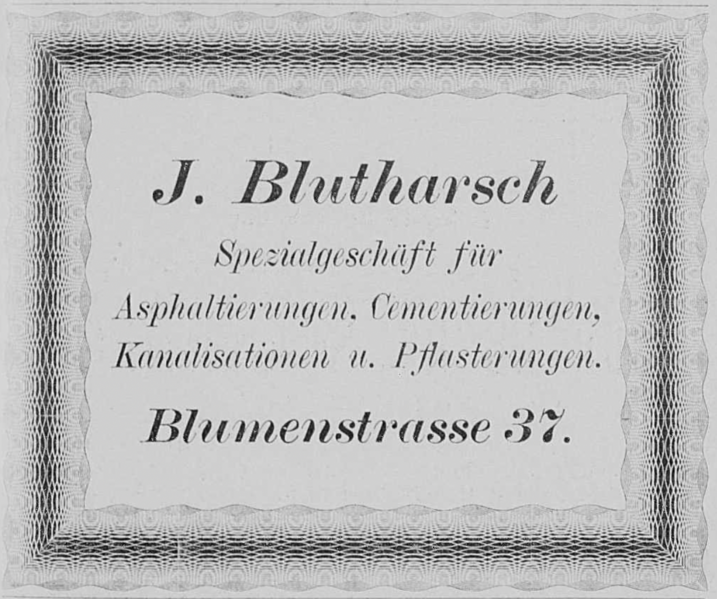 J. Blutharsch
Spezialgeschäft für
Asphaltierungen, Cementierungen,
Kanalisationen u. Pflasterungen.
Blumenstrasse 37.